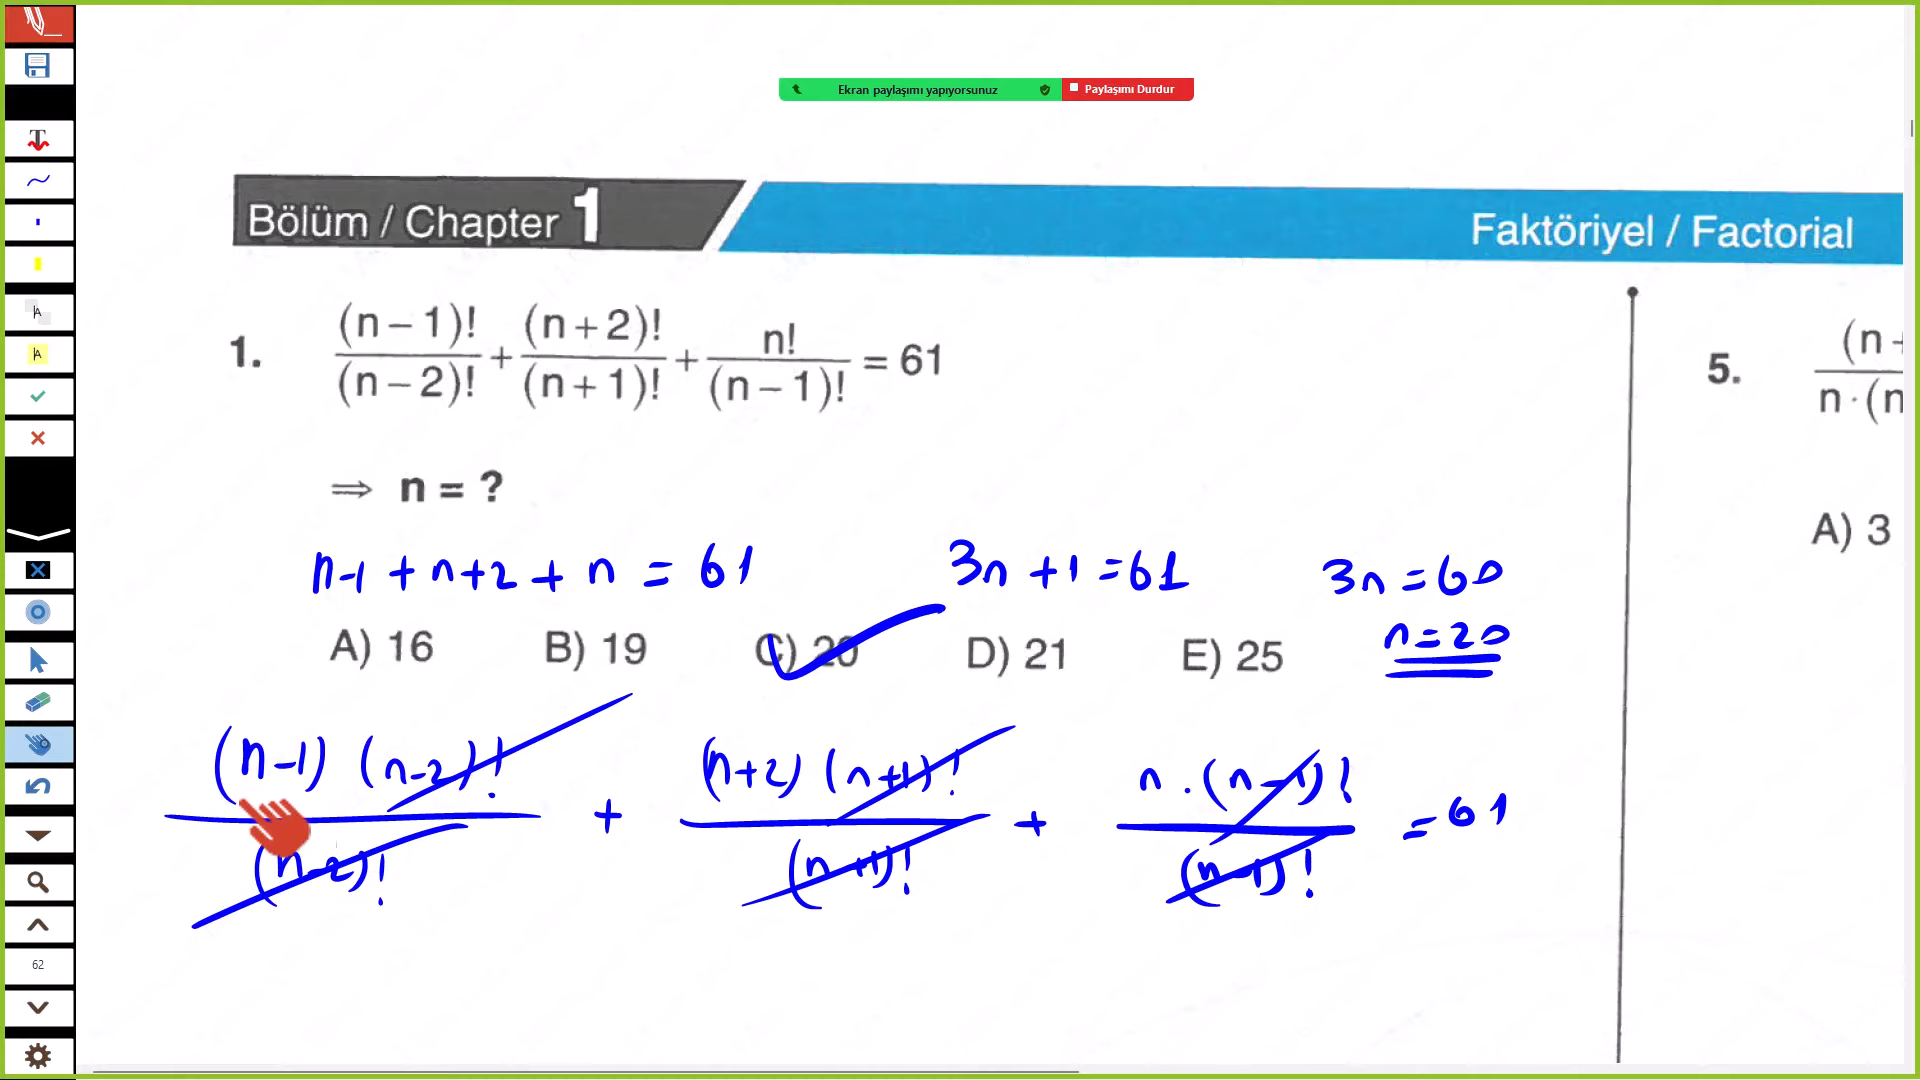 Ekran paylaşımı yapıyorsunuz
Paylaşımı Durdur
Bölüm / Chapter 1
Faktöriyel / Factorial
1. (n – 1)!/(n – 2)! + (n + 2)!/(n + 1)! + n!/(n – 1)! = 61
⇒ n = ?
n-1 + n+2 + n = 61
3n + 1 = 61
3n = 60
n = 20
A) 16 B) 19 C) 20 D) 21 E) 25
(n-1) (n-2)!/(n-2)! + (n+2) (n+1)!/(n+1)! + n . (n-1)!/(n-1)! = 61
5. (n +
n · (n
A) 3
62